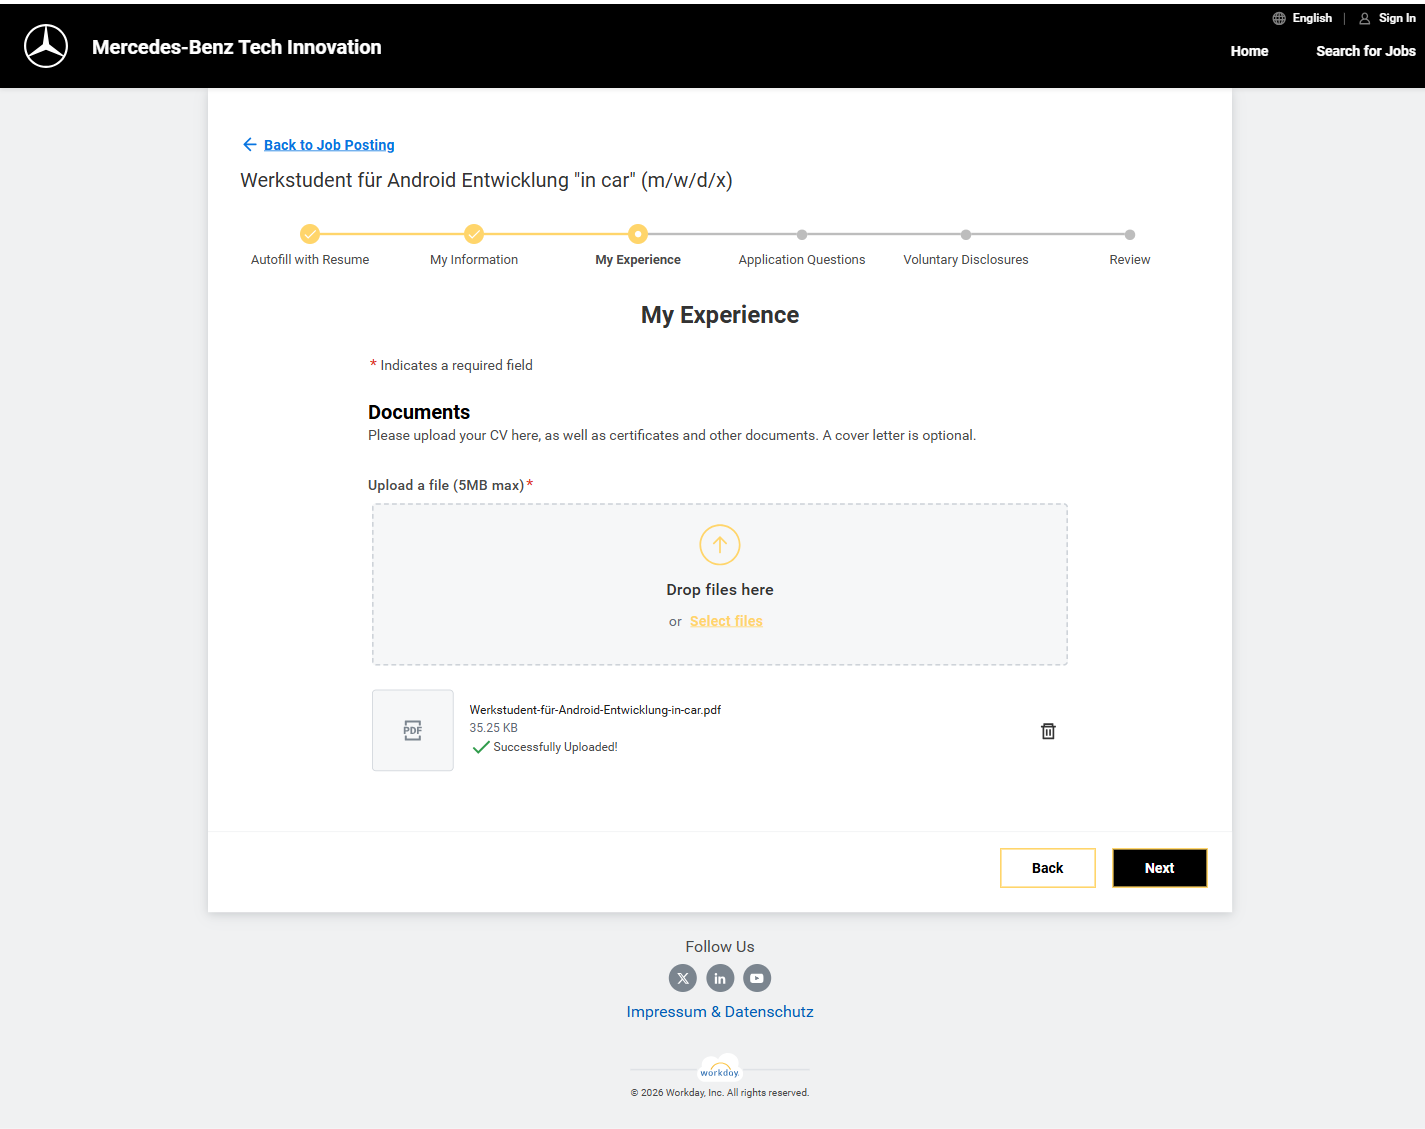 English | Sign In
Mercedes-Benz Tech Innovation
Home Search for Jobs
Back to Job Posting
Werkstudent für Android Entwicklung "in car" (m/w/d/x)
Autofill with Resume My Information My Experience Application Questions Voluntary Disclosures Review
My Experience
* Indicates a required field
Documents
Please upload your CV here, as well as certificates and other documents. A cover letter is optional.
Upload a file (5MB max)*
Drop files here
or Select files
PDF
Werkstudent-für-Android-Entwicklung-in-car.pdf
35.25 KB
Successfully Uploaded!
Back Next
Follow Us
X in
Impressum & Datenschutz
workday.
© 2026 Workday, Inc. All rights reserved.